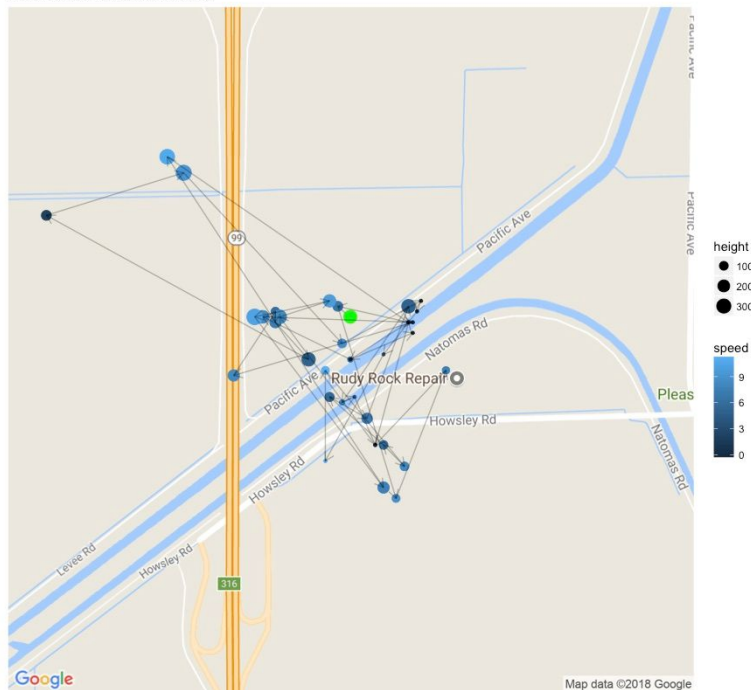 Pacific Ave
Pacific Ave
Pacific Ave
99
Natomas Rd
Rudy Rock Repair
Pacific Ave
Pleas
Howsley Rd
Natomas Rd
Howsley Rd
Levee Rd
Howsley Rd
316
Google
Map data ©2018 Google
height
100
200
300
speed
9
6
3
0